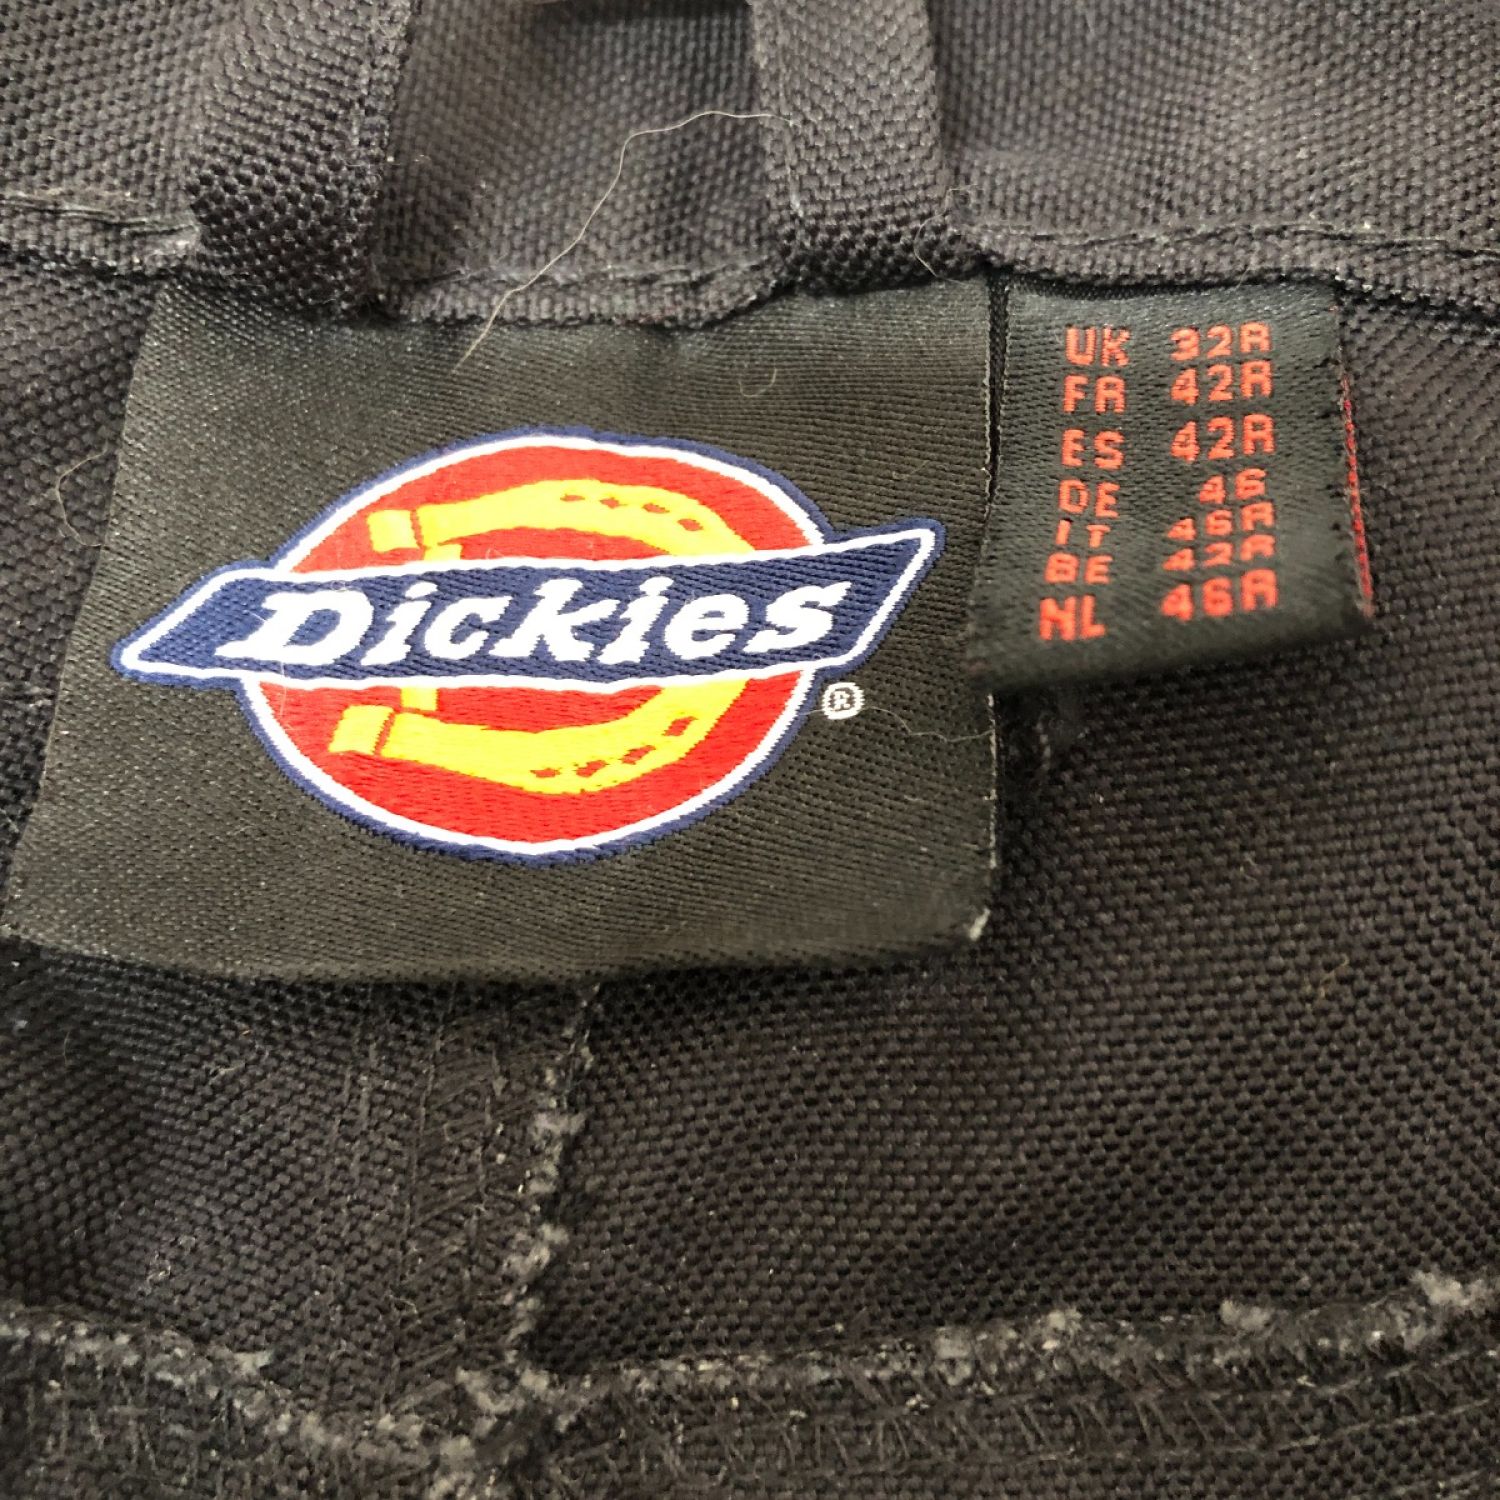 Dickies
®
UK 32R
FR 42R
ES 42R
DE 46
IT 46R
BE 42R
NL 46R